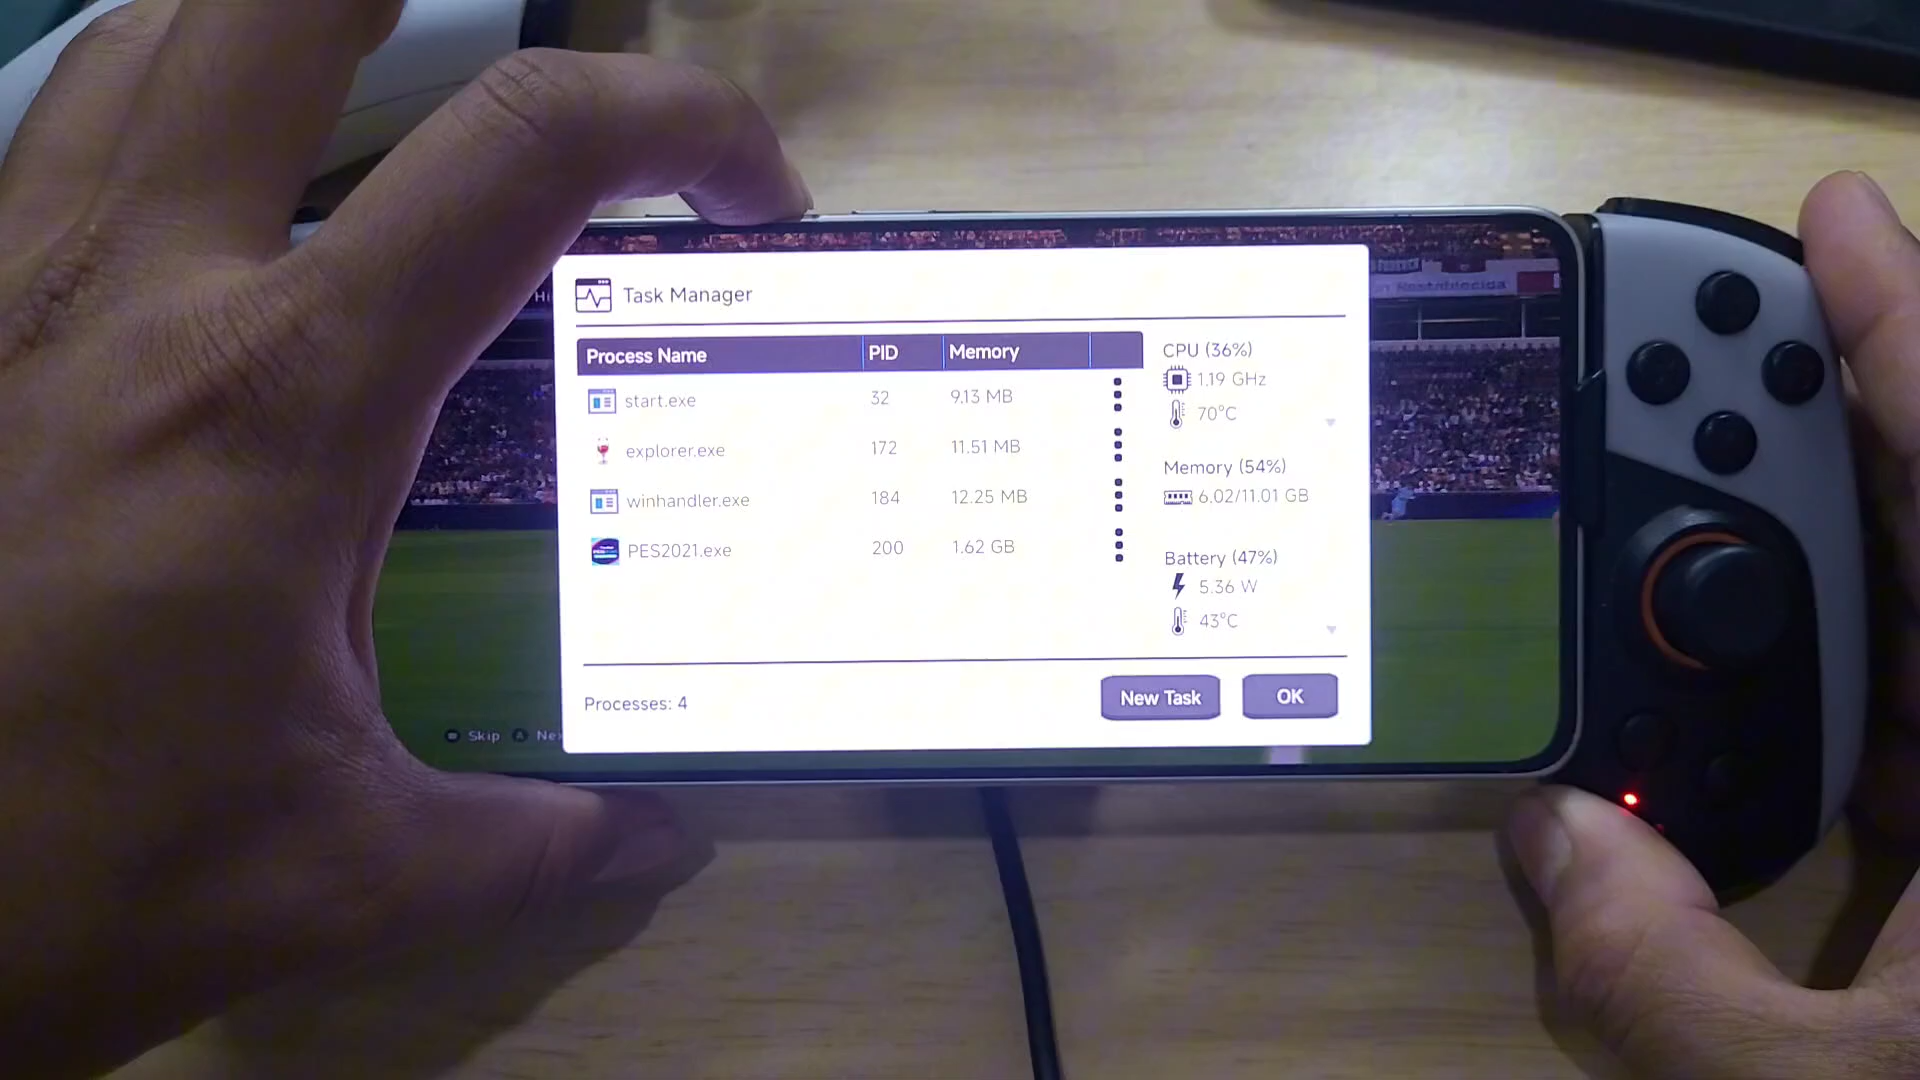 Task Manager
Process Name PID Memory
start.exe 32 9.13 MB
explorer.exe 172 11.51 MB
winhandler.exe 184 12.25 MB
PES2021.exe 200 1.62 GB
CPU (36%)
1.19 GHz
70°C
Memory (54%)
6.02/11.01 GB
Battery (47%)
5.36 W
43°C
Processes: 4
New Task OK
Skip A Nex